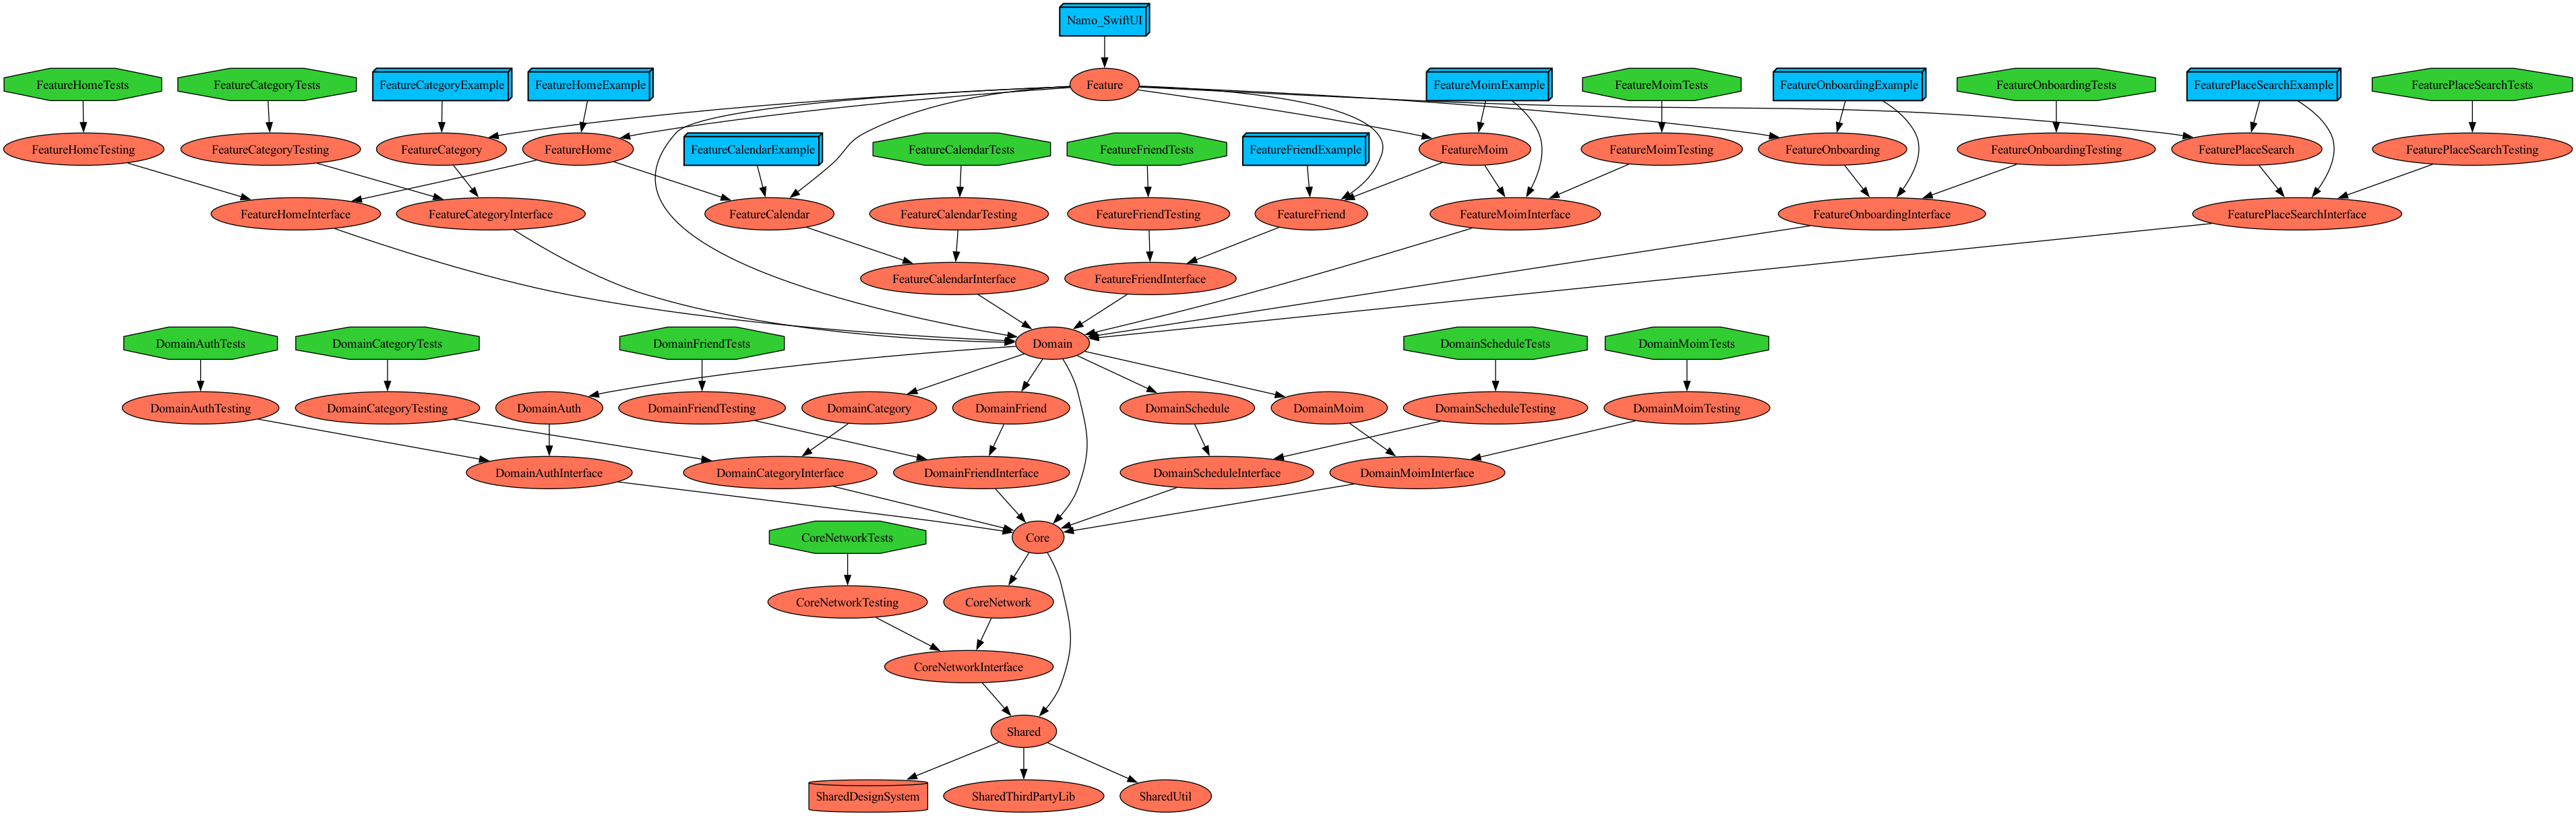 Namo_SwiftUI
FeatureHomeTests
FeatureCategoryTests
FeatureCategoryExample
FeatureHomeExample
Feature
FeatureMoimExample
FeatureMoimTests
FeatureOnboardingExample
FeatureOnboardingTests
FeaturePlaceSearchExample
FeaturePlaceSearchTests
FeatureHomeTesting
FeatureCategoryTesting
FeatureCategory
FeatureHome
FeatureCalendarExample
FeatureCalendarTests
FeatureFriendTests
FeatureFriendExample
FeatureMoim
FeatureMoimTesting
FeatureOnboarding
FeatureOnboardingTesting
FeaturePlaceSearch
FeaturePlaceSearchTesting
FeatureHomeInterface
FeatureCategoryInterface
FeatureCalendar
FeatureCalendarTesting
FeatureFriendTesting
FeatureFriend
FeatureMoimInterface
FeatureOnboardingInterface
FeaturePlaceSearchInterface
FeatureCalendarInterface
FeatureFriendInterface
DomainAuthTests
DomainCategoryTests
DomainFriendTests
Domain
DomainScheduleTests
DomainMoimTests
DomainAuthTesting
DomainCategoryTesting
DomainAuth
DomainFriendTesting
DomainCategory
DomainFriend
DomainSchedule
DomainMoim
DomainScheduleTesting
DomainMoimTesting
DomainAuthInterface
DomainCategoryInterface
DomainFriendInterface
DomainScheduleInterface
DomainMoimInterface
CoreNetworkTests
Core
CoreNetworkTesting
CoreNetwork
CoreNetworkInterface
Shared
SharedDesignSystem
SharedThirdPartyLib
SharedUtil